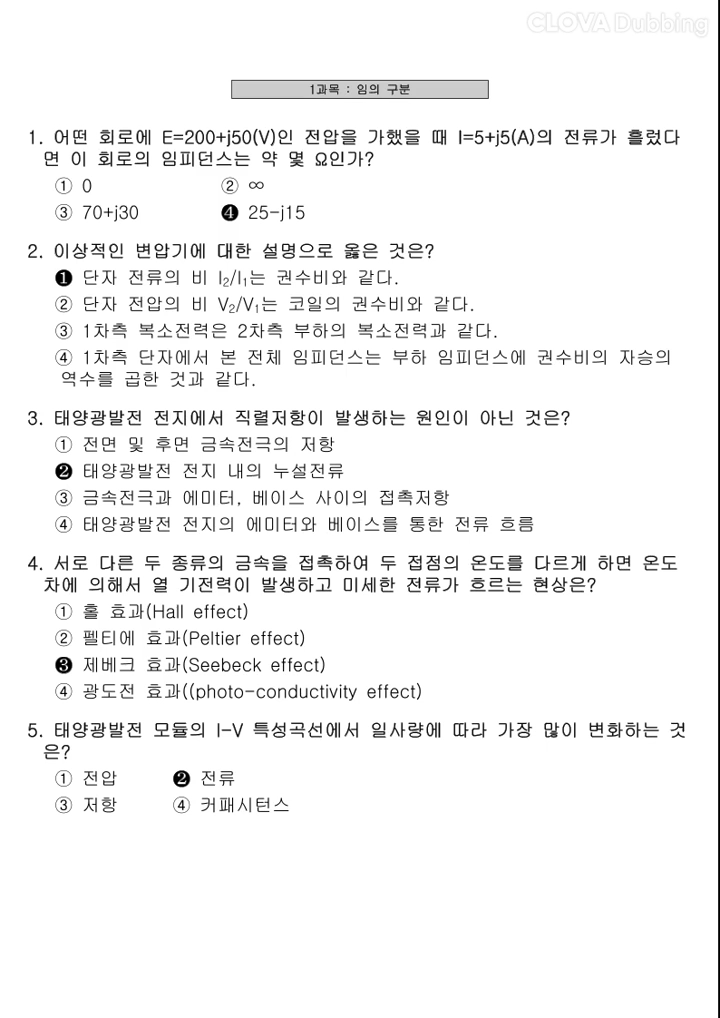 CLOVA Dubbing
1과목 : 임의 구분
1. 어떤 회로에 E=200+j50(V)인 전압을 가했을 때 I=5+j5(A)의 전류가 흘렀다
면 이 회로의 임피던스는 약 몇 Ω인가?
① 0 ② ∞
③ 70+j30 ❹ 25-j15
2. 이상적인 변압기에 대한 설명으로 옳은 것은?
❶ 단자 전류의 비 I₂/I₁는 권수비와 같다.
② 단자 전압의 비 V₂/V₁는 코일의 권수비와 같다.
③ 1차측 복소전력은 2차측 부하의 복소전력과 같다.
④ 1차측 단자에서 본 전체 임피던스는 부하 임피던스에 권수비의 자승의
역수를 곱한 것과 같다.
3. 태양광발전 전지에서 직렬저항이 발생하는 원인이 아닌 것은?
① 전면 및 후면 금속전극의 저항
❷ 태양광발전 전지 내의 누설전류
③ 금속전극과 에미터, 베이스 사이의 접촉저항
④ 태양광발전 전지의 에미터와 베이스를 통한 전류 흐름
4. 서로 다른 두 종류의 금속을 접촉하여 두 접점의 온도를 다르게 하면 온도
차에 의해서 열 기전력이 발생하고 미세한 전류가 흐르는 현상은?
① 홀 효과(Hall effect)
② 펠티에 효과(Peltier effect)
❸ 제베크 효과(Seebeck effect)
④ 광도전 효과((photo-conductivity effect)
5. 태양광발전 모듈의 I-V 특성곡선에서 일사량에 따라 가장 많이 변화하는 것
은?
① 전압 ❷ 전류
③ 저항 ④ 커패시턴스